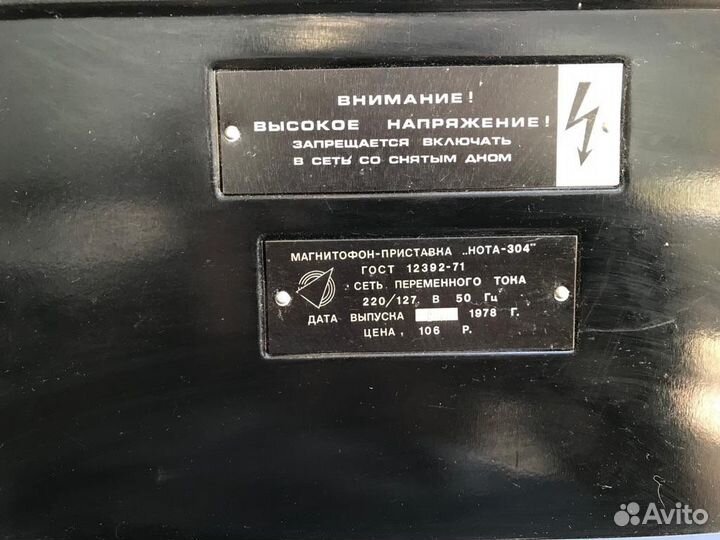 ВНИМАНИЕ!
ВЫСОКОЕ НАПРЯЖЕНИЕ!
ЗАПРЕЩАЕТСЯ ВКЛЮЧАТЬ
В СЕТЬ СО СНЯТЫМ ДНОМ
МАГНИТОФОН-ПРИСТАВКА „НОТА-304"
ГОСТ 12392-71
СЕТЬ ПЕРЕМЕННОГО ТОКА
220/127 В 50 Гц
ДАТА ВЫПУСКА 1978 Г.
ЦЕНА 106 Р.
Avito